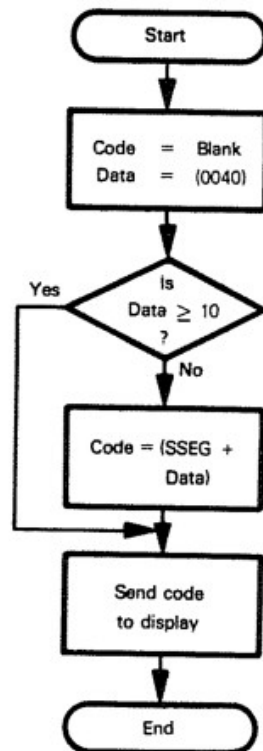 Start
Code = Blank
Data = (0040)
Is
Yes
Data ≥ 10
?
No
Code = (SSEG +
Data)
Send code
to display
End